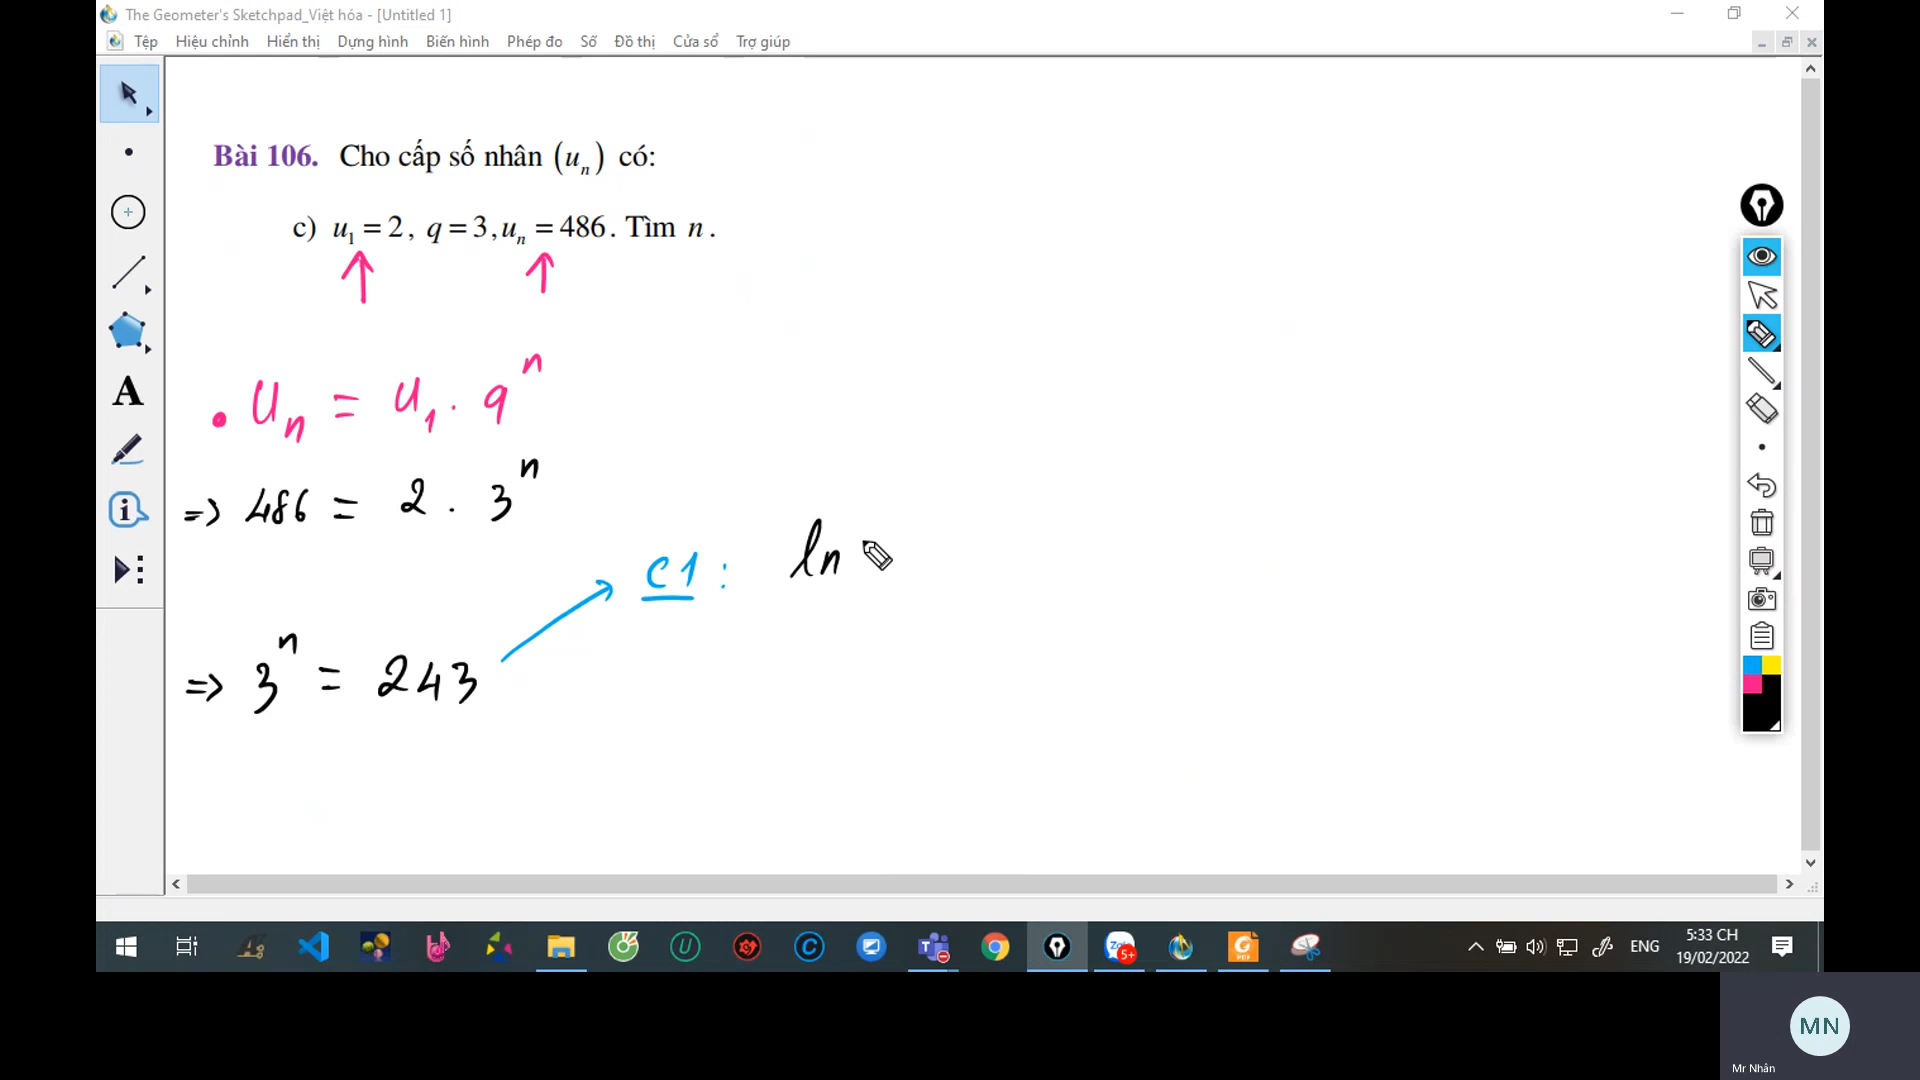 The Geometer's Sketchpad_Việt hóa - [Untitled 1]
Tệp Hiệu chỉnh Hiển thị Dựng hình Biến hình Phép đo Số Đồ thị Cửa sổ Trợ giúp
Bài 106. Cho cấp số nhân (uₙ) có:
c) u₁ = 2, q = 3, uₙ = 486. Tìm n.
• Uₙ = U₁ . qⁿ
=> 486 = 2 . 3ⁿ
C1 : ln
=> 3ⁿ = 243
A
ENG
5:33 CH
19/02/2022
5+
MN
Mr Nhân